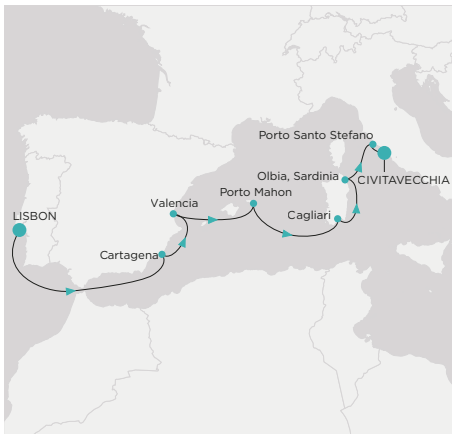 Porto Santo Stefano
Olbia, Sardinia
CIVITAVECCHIA
Porto Mahon
Valencia
Cagliari
LISBON
Cartagena